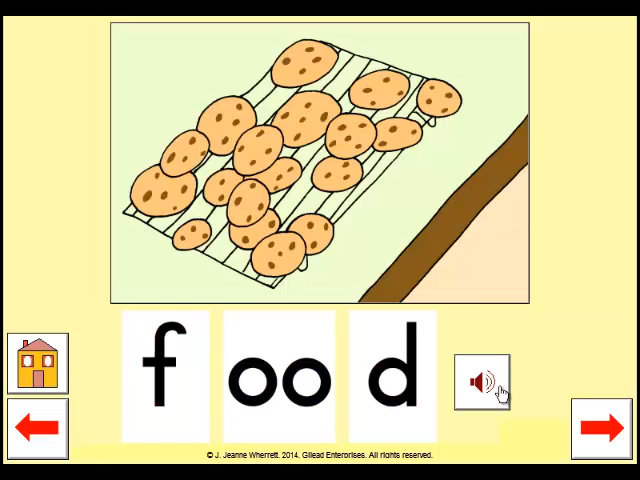 f oo d
© J. Jeanne Wherrett. 2014. Gilead Enterprises. All rights reserved.